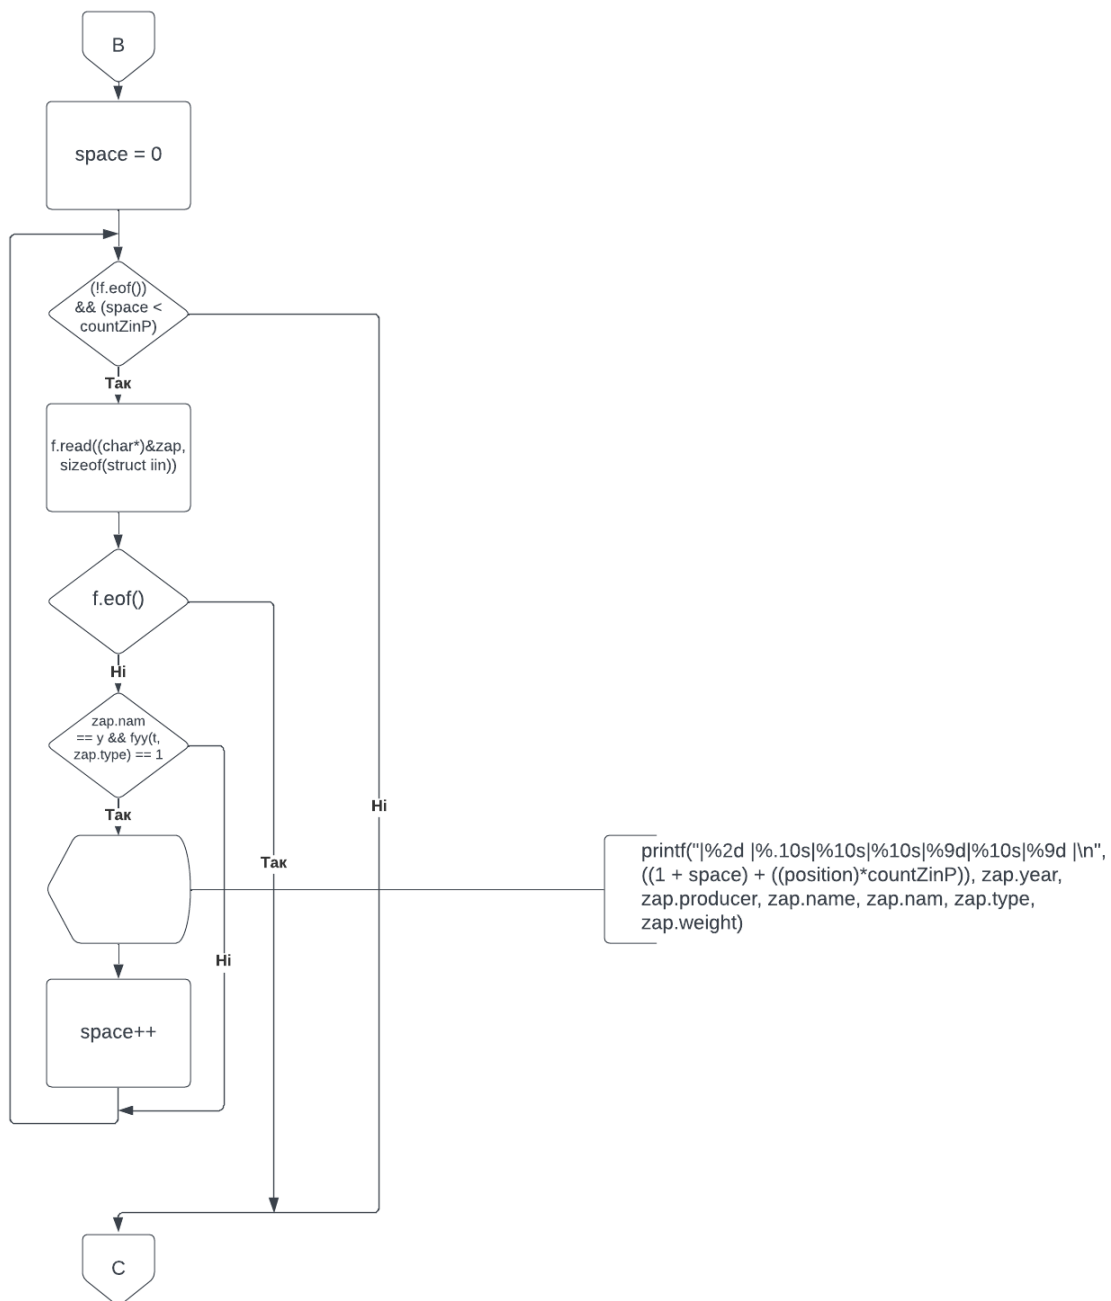 B
space = 0
(!f.eof())
&& (space <
countZinP)
Так
f.read((char*)&zap,
sizeof(struct iin))
f.eof()
Ні
zap.nam
== y && fyy(t,
zap.type) == 1
Так
Ні
Так
printf("|%2d |%.10s|%10s|%10s|%9d|%10s|%9d |\n",
((1 + space) + ((position)*countZinP)), zap.year,
zap.producer, zap.name, zap.nam, zap.type,
zap.weight)
Ні
space++
C